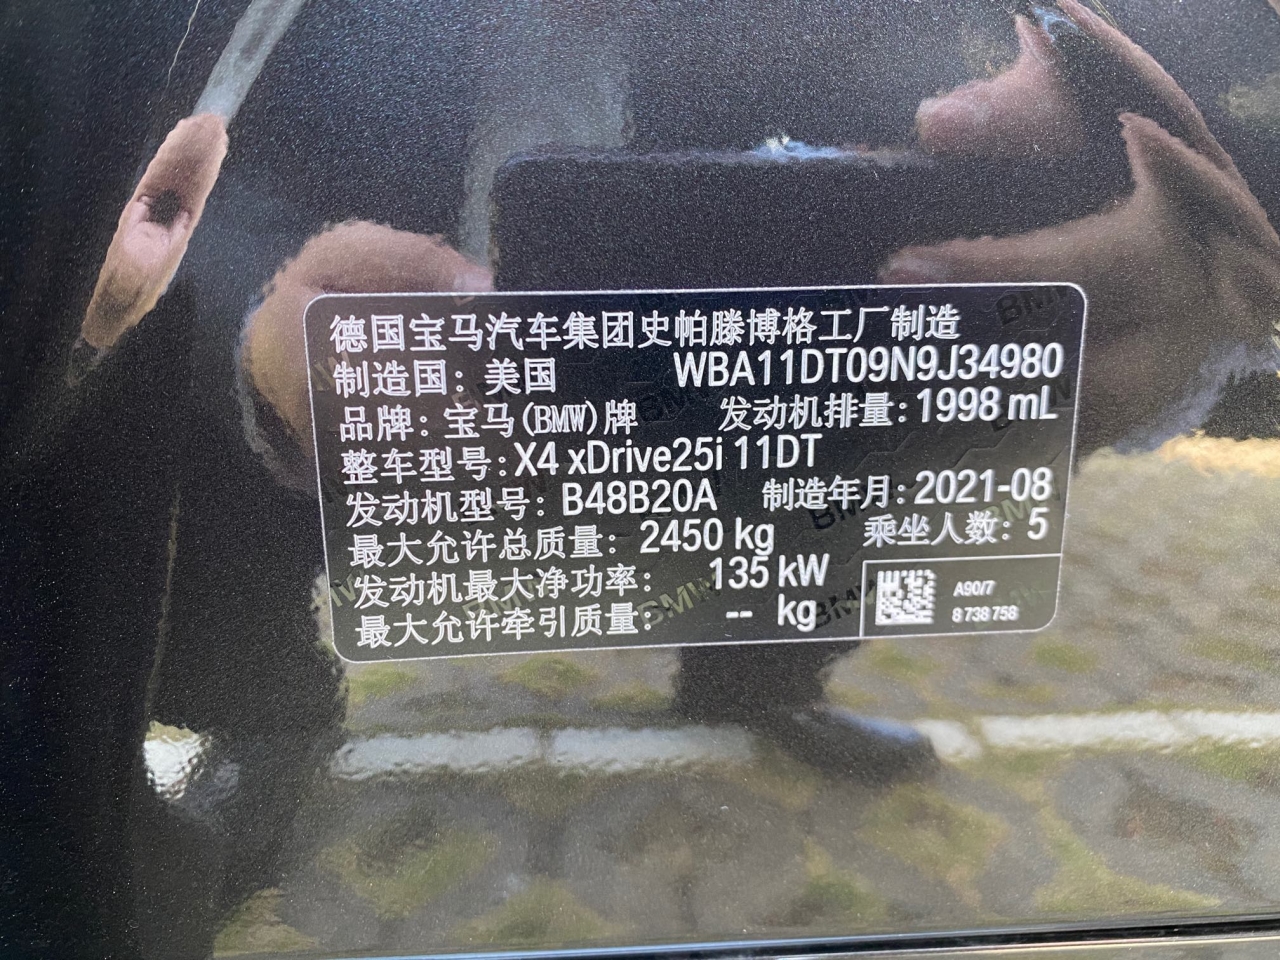 德国宝马汽车集团史帕滕博格工厂制造
制造国：美国 WBA11DT09N9J34980
品牌：宝马(BMW)牌 发动机排量：1998 mL
整车型号：X4 xDrive25i 11DT
发动机型号：B48B20A 制造年月：2021-08
最大允许总质量：2450 kg 乘坐人数：5
发动机最大净功率：135 kW
最大允许牵引质量：-- kg
A90/7
8 738 758